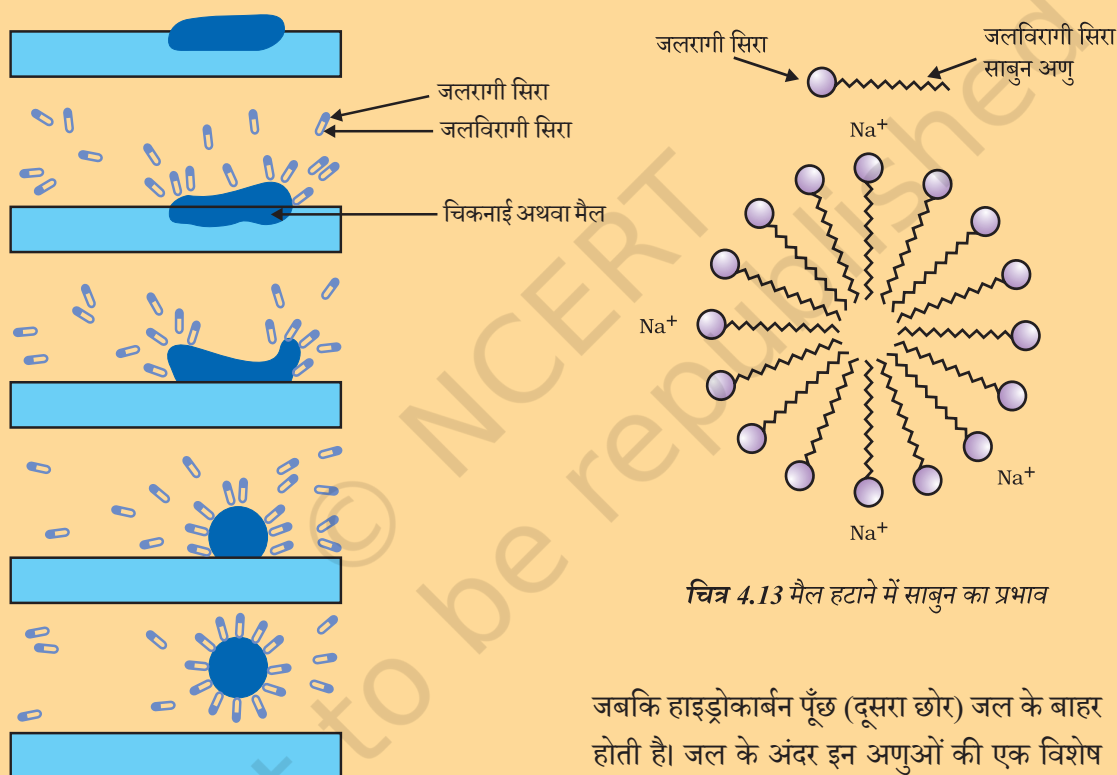 जलरागी सिरा
जलविरागी सिरा
चिकनाई अथवा मैल
जलरागी सिरा
जलविरागी सिरा
साबुन अणु
Na+
Na+
Na+
Na+
चित्र 4.13 मैल हटाने में साबुन का प्रभाव
जबकि हाइड्रोकार्बन पूँछ (दूसरा छोर) जल के बाहर
होती है। जल के अंदर इन अणुओं की एक विशेष
© NCERT
not to be republished